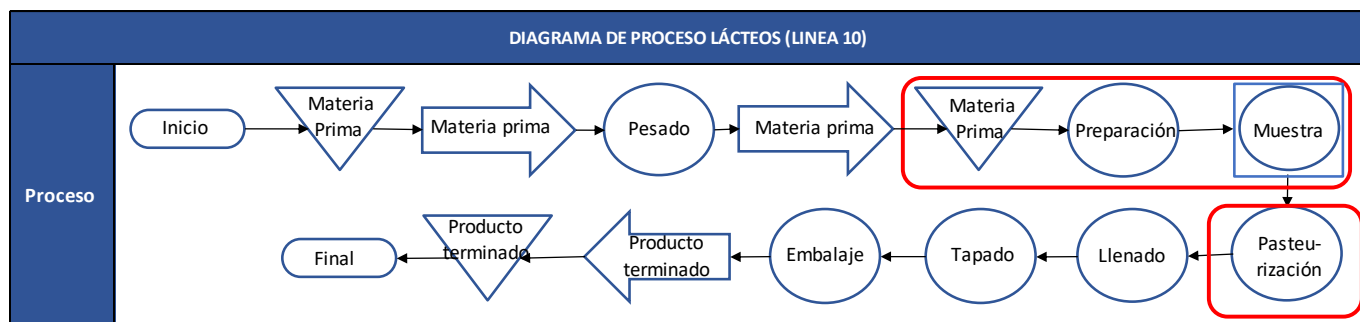 DIAGRAMA DE PROCESO LÁCTEOS (LINEA 10)
Proceso
Inicio
Materia
Prima
Materia prima
Pesado
Materia prima
Materia
Prima
Preparación
Muestra
Pasteu-
rización
Llenado
Tapado
Embalaje
Producto
terminado
Producto
terminado
Final